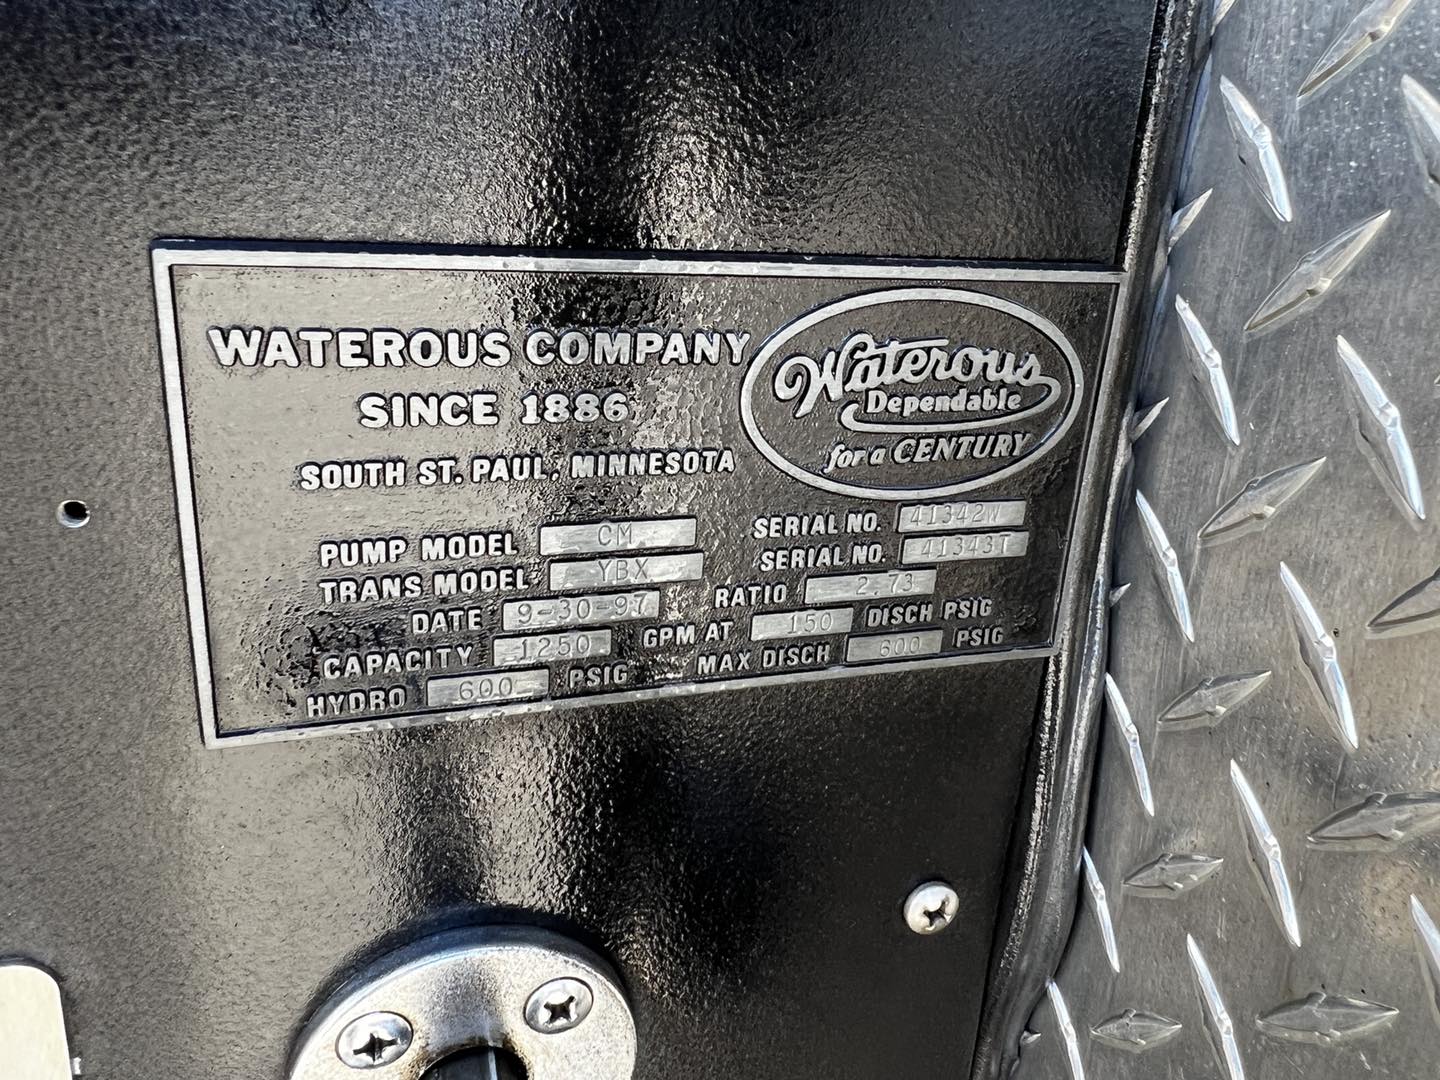 WATEROUS COMPANY
SINCE 1886
SOUTH ST. PAUL, MINNESOTA
Waterous
Dependable
for a CENTURY
PUMP MODEL CM SERIAL NO. 41342W
TRANS MODEL YBX SERIAL NO. 41343T
DATE 9-30-97 RATIO 2.73
CAPACITY 1250 GPM AT 150 DISCH PSIG
HYDRO 600 PSIG MAX DISCH 600 PSIG